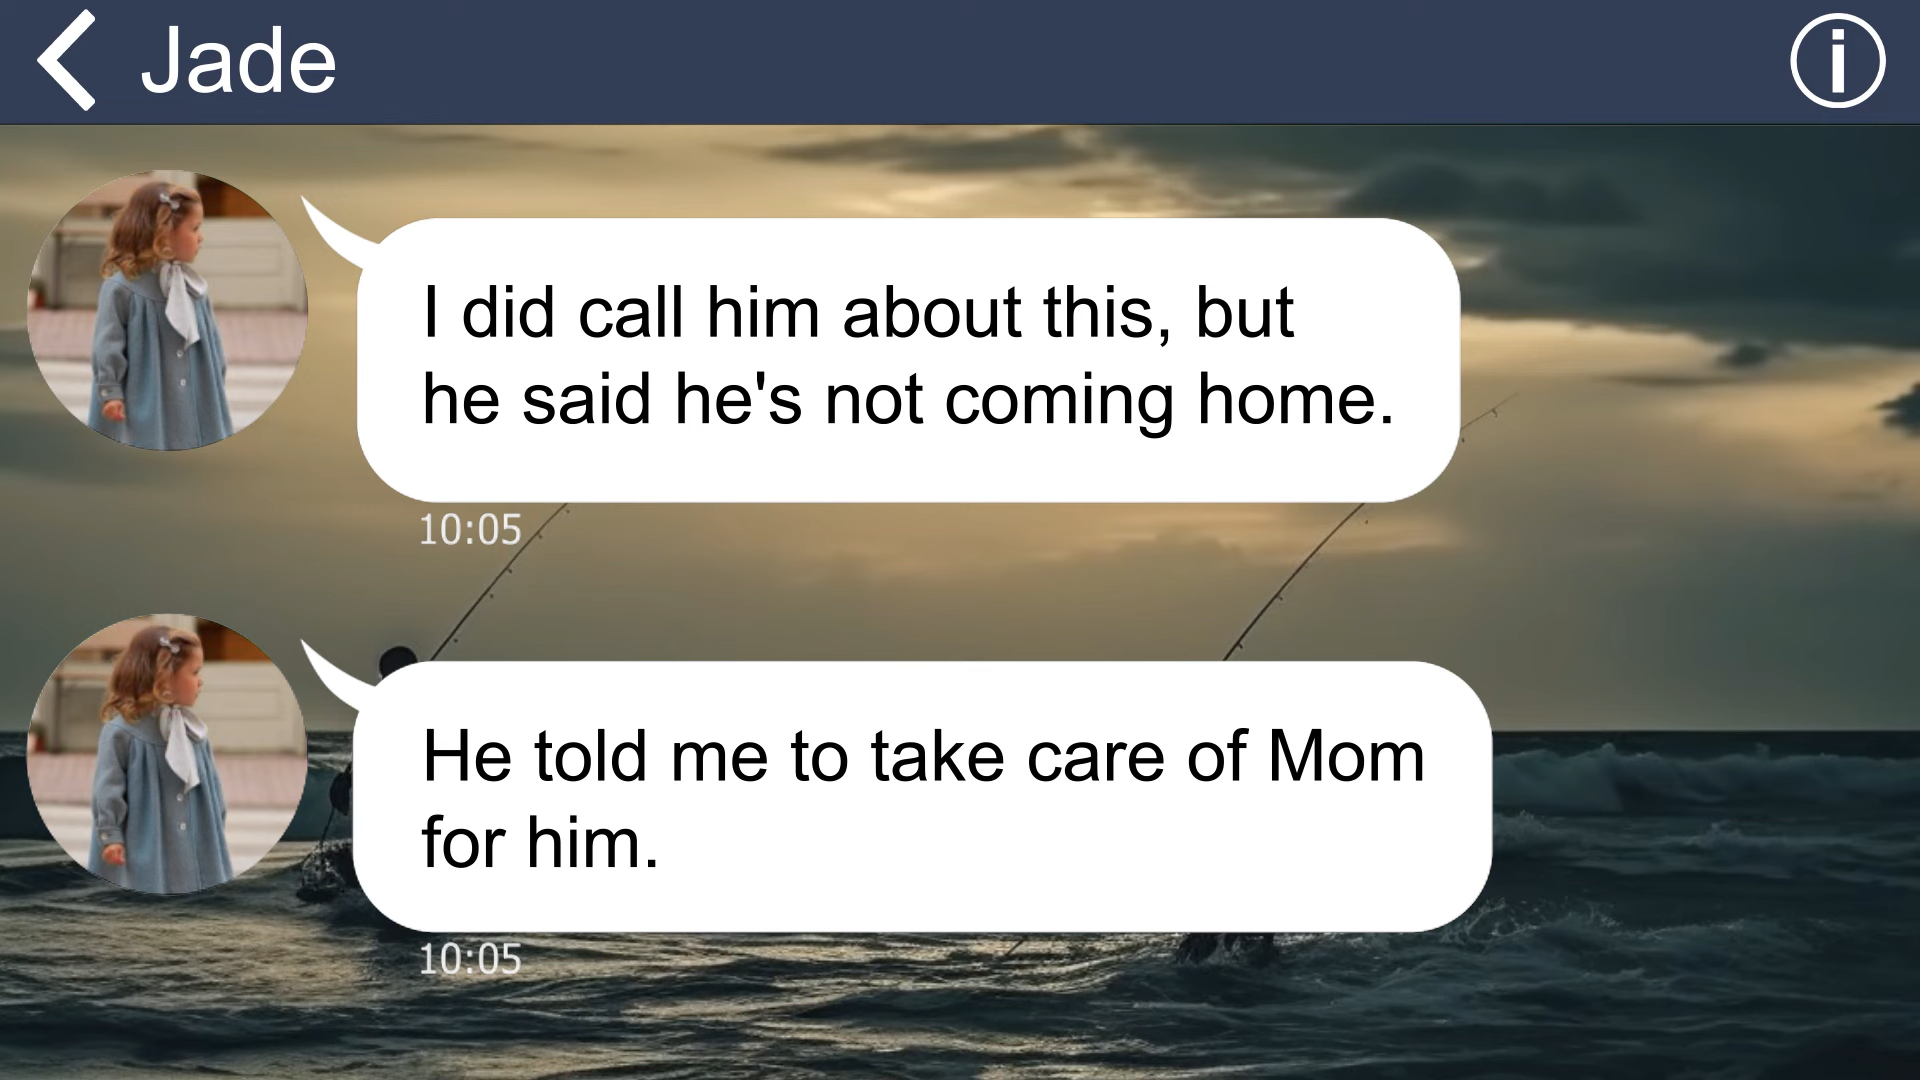 Jade
I did call him about this, but
he said he's not coming home.
10:05
He told me to take care of Mom
for him.
10:05